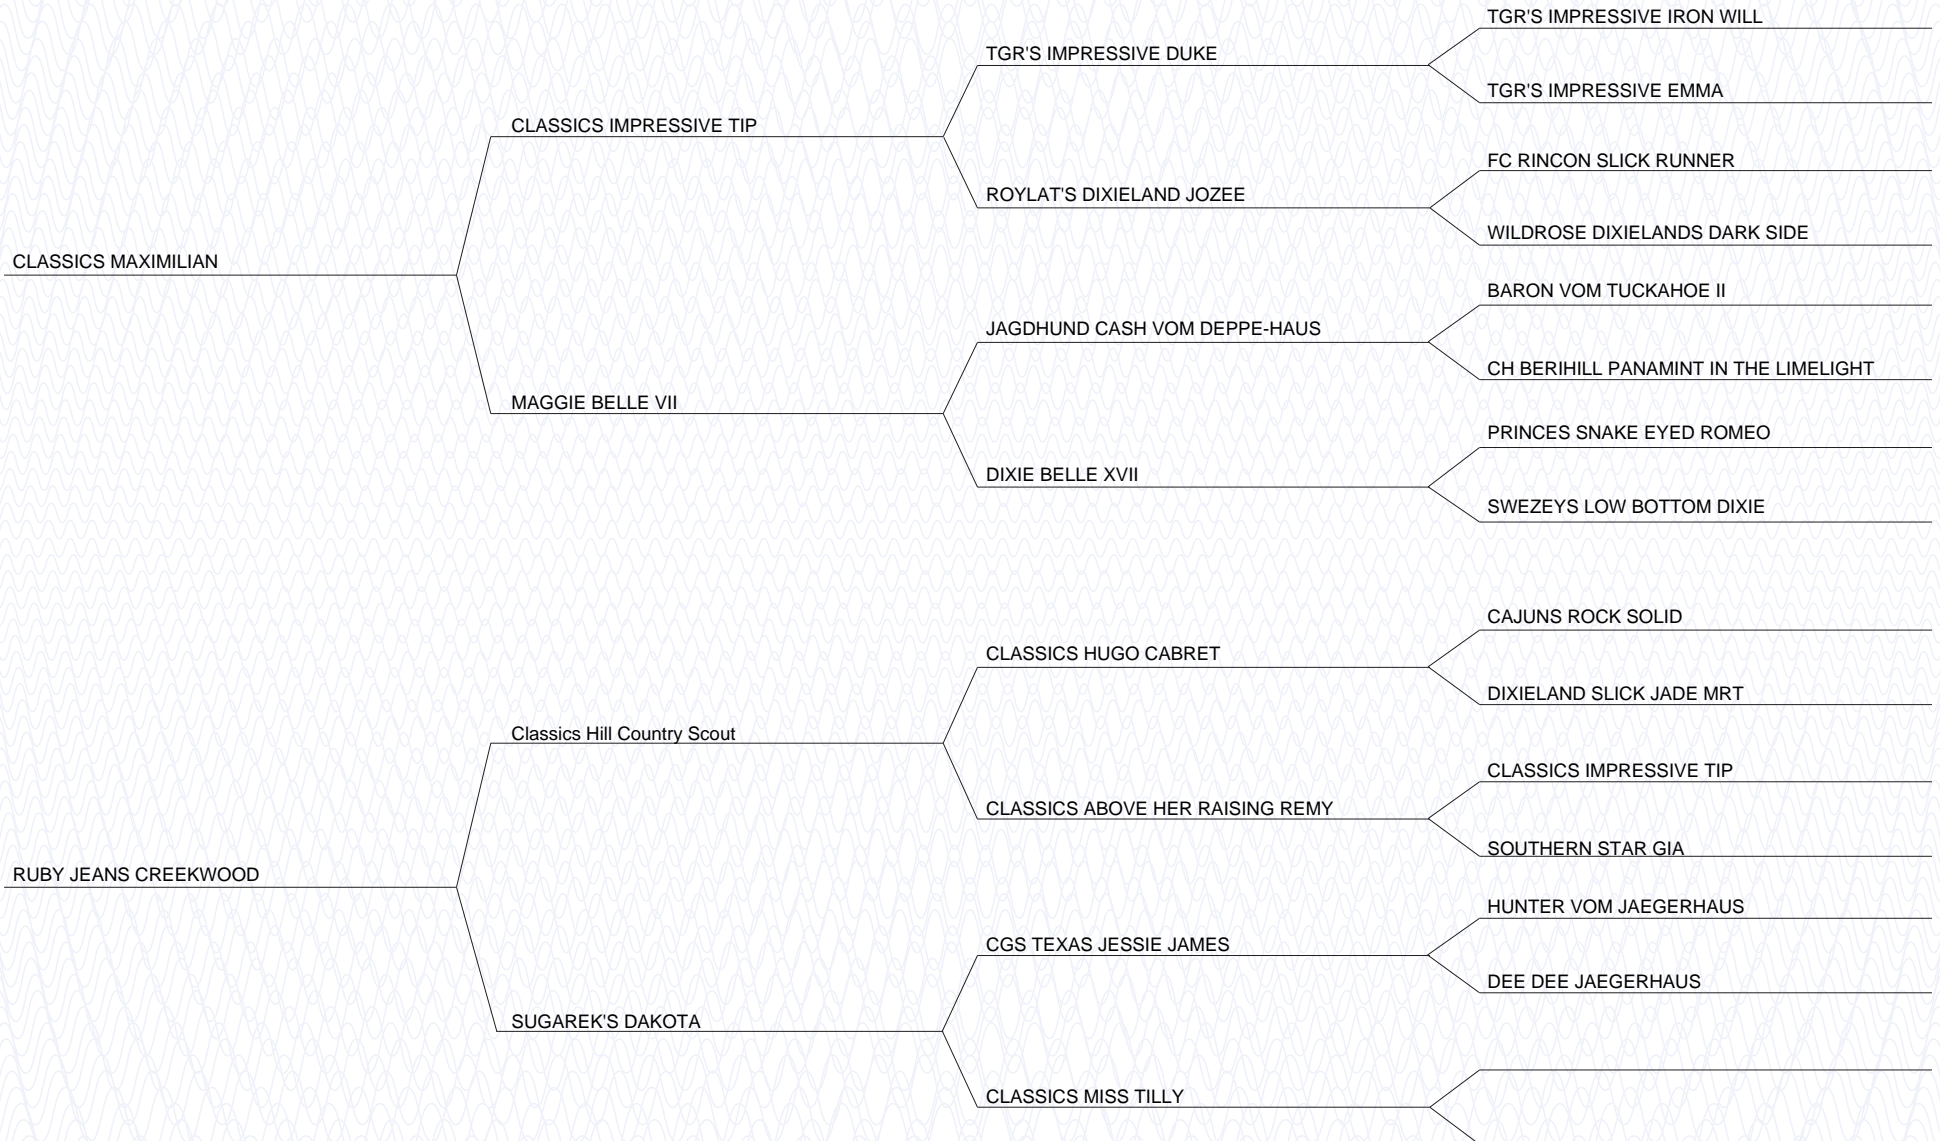 TGR'S IMPRESSIVE IRON WILL
TGR'S IMPRESSIVE DUKE
TGR'S IMPRESSIVE EMMA
CLASSICS IMPRESSIVE TIP
FC RINCON SLICK RUNNER
ROYLAT'S DIXIELAND JOZEE
WILDROSE DIXIELANDS DARK SIDE
CLASSICS MAXIMILIAN
BARON VOM TUCKAHOE II
JAGDHUND CASH VOM DEPPE-HAUS
CH BERIHILL PANAMINT IN THE LIMELIGHT
MAGGIE BELLE VII
PRINCES SNAKE EYED ROMEO
DIXIE BELLE XVII
SWEZEYS LOW BOTTOM DIXIE
CAJUNS ROCK SOLID
CLASSICS HUGO CABRET
DIXIELAND SLICK JADE MRT
Classics Hill Country Scout
CLASSICS IMPRESSIVE TIP
CLASSICS ABOVE HER RAISING REMY
SOUTHERN STAR GIA
RUBY JEANS CREEKWOOD
HUNTER VOM JAEGERHAUS
CGS TEXAS JESSIE JAMES
DEE DEE JAEGERHAUS
SUGAREK'S DAKOTA
CLASSICS MISS TILLY